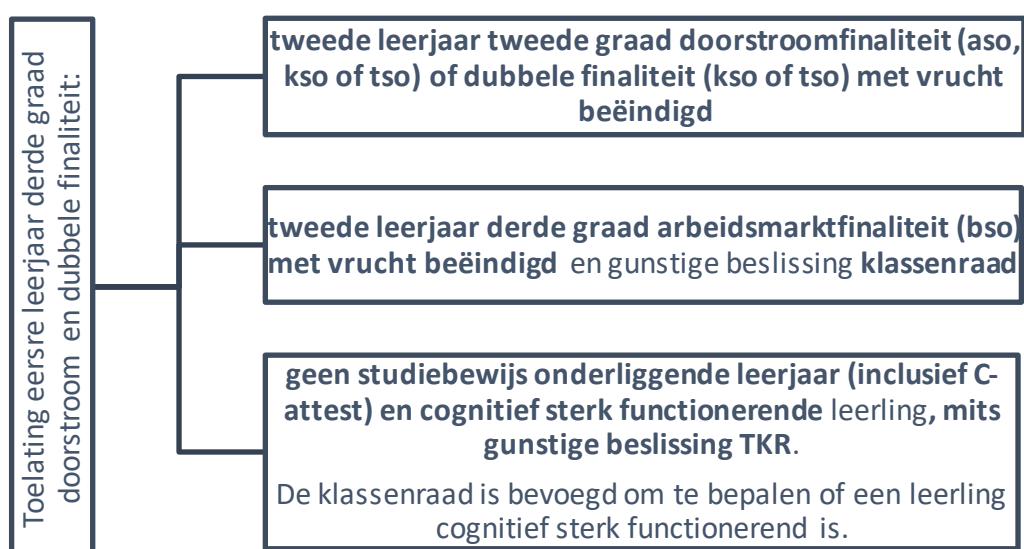 Toelating eersre leerjaar derde graad
doorstroom en dubbele finaliteit:
tweede leerjaar tweede graad doorstroomfinaliteit (aso,
kso of tso) of dubbele finaliteit (kso of tso) met vrucht
beëindigd
tweede leerjaar derde graad arbeidsmarktfinaliteit (bso)
met vrucht beëindigd en gunstige beslissing klassenraad
geen studiebewijs onderliggende leerjaar (inclusief C-
attest) en cognitief sterk functionerende leerling, mits
gunstige beslissing TKR.
De klassenraad is bevoegd om te bepalen of een leerling
cognitief sterk functionerend is.